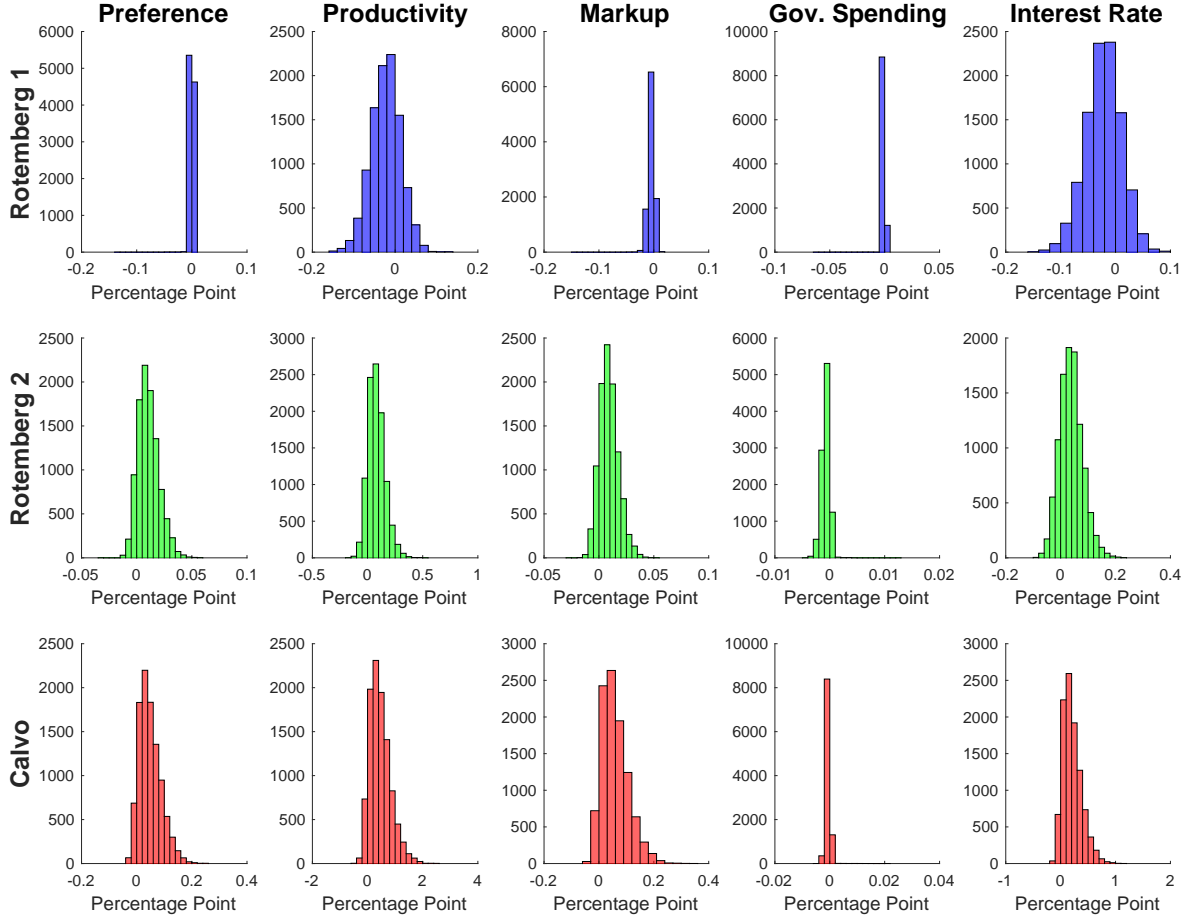 Preference Productivity Markup Gov. Spending Interest Rate
Rotemberg 1
6000 2500 8000 10000 2500
5000 2000 6000 8000 2000
4000 1500 6000 1500
3000 4000
2000 1000 4000 1000
1000 500 2000 2000 500
0 0 0 0 0
-0.2 -0.1 0 0.1 -0.2 0 0.2 -0.2 -0.1 0 0.1 -0.1 -0.05 0 0.05 -0.2 -0.1 0 0.1
Percentage Point Percentage Point Percentage Point Percentage Point Percentage Point
Rotemberg 2
2500 3000 2500 6000 2000
2000 2500 2000 5000 1500
1500 2000 1500 4000
1500 3000 1000
1000 1000 1000 2000
500 500 500 1000 500
0 0 0 0 0
-0.05 0 0.05 0.1 -0.5 0 0.5 1 -0.05 0 0.05 0.1 -0.01 0 0.01 0.02 -0.2 0 0.2 0.4
Percentage Point Percentage Point Percentage Point Percentage Point Percentage Point
Calvo
2500 2500 3000 10000 3000
2000 2000 2500 8000 2500
1500 1500 2000 6000 2000
1500 1500
1000 1000 1000 4000 1000
500 500 500 2000 500
0 0 0 0 0
-0.2 0 0.2 0.4 -2 0 2 4 -0.2 0 0.2 0.4 -0.02 0 0.02 0.04 -1 0 1 2
Percentage Point Percentage Point Percentage Point Percentage Point Percentage Point